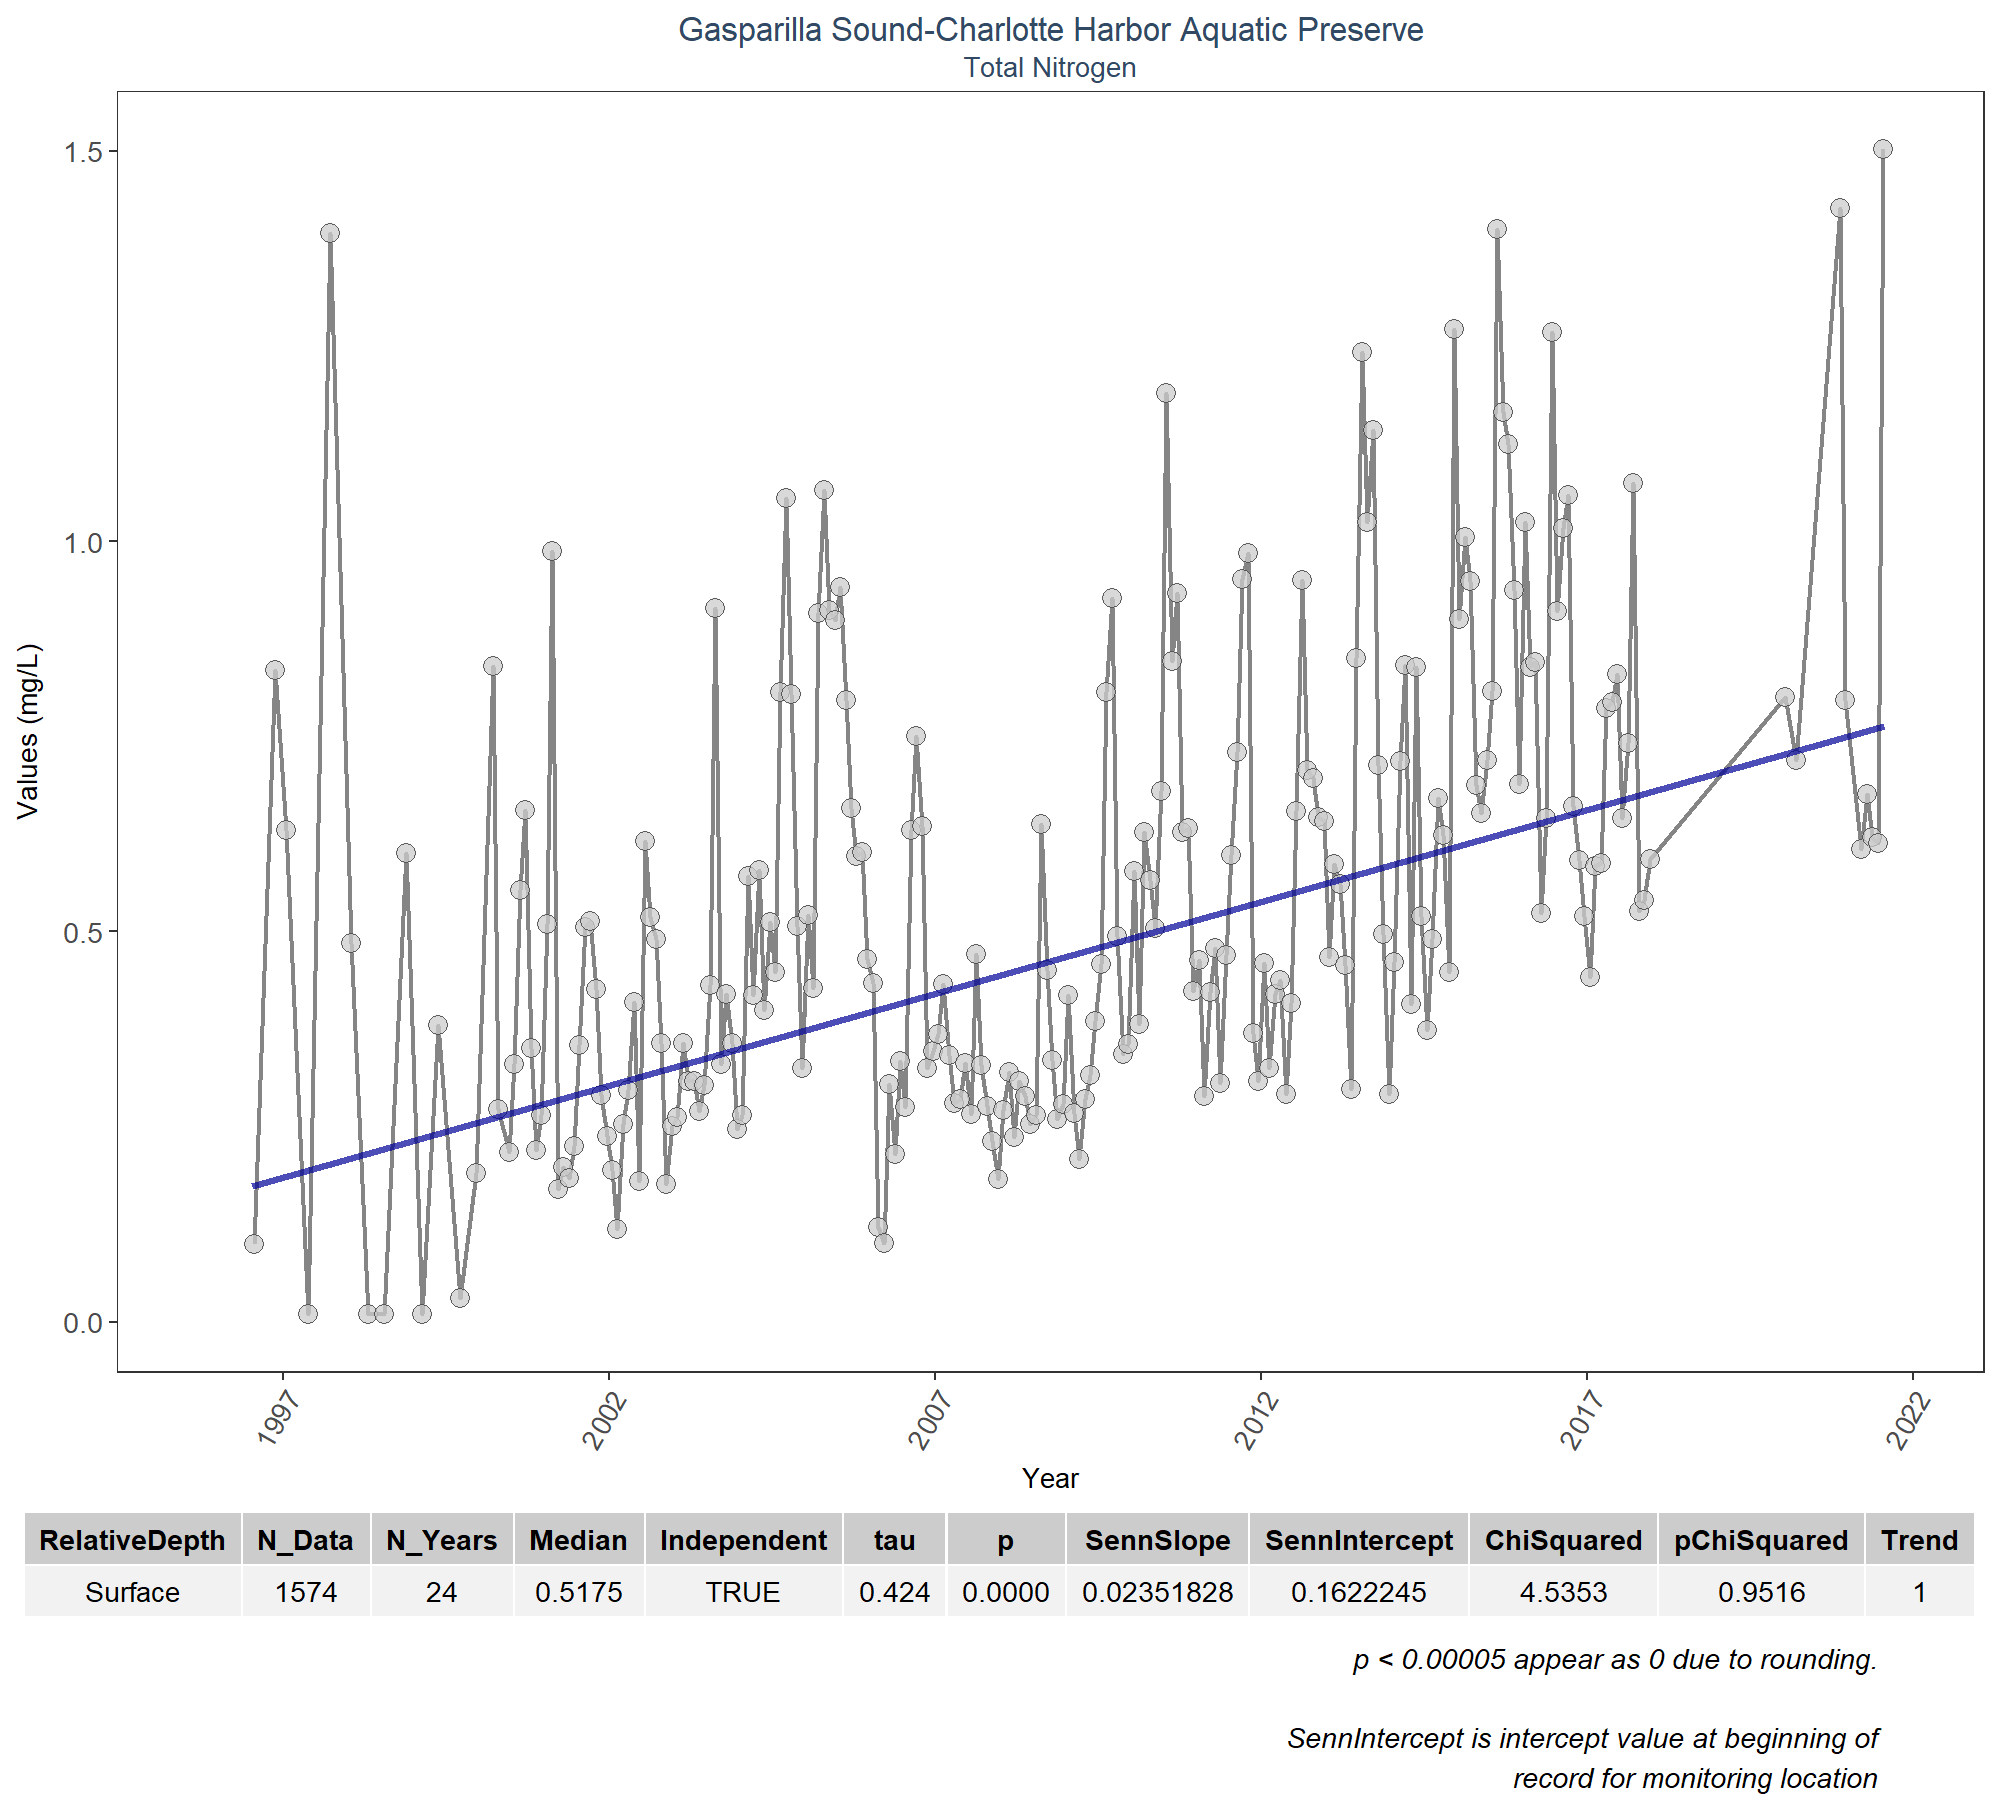 Gasparilla Sound-Charlotte Harbor Aquatic Preserve
Total Nitrogen
Values (mg/L)
1.5
1.0
0.5
0.0
1997 2002 2007 2012 2017 2022
Year
RelativeDepth N_Data N_Years Median Independent tau p SennSlope SennIntercept ChiSquared pChiSquared Trend
Surface 1574 24 0.5175 TRUE 0.424 0.0000 0.02351828 0.1622245 4.5353 0.9516 1
p < 0.00005 appear as 0 due to rounding.
SennIntercept is intercept value at beginning of
record for monitoring location